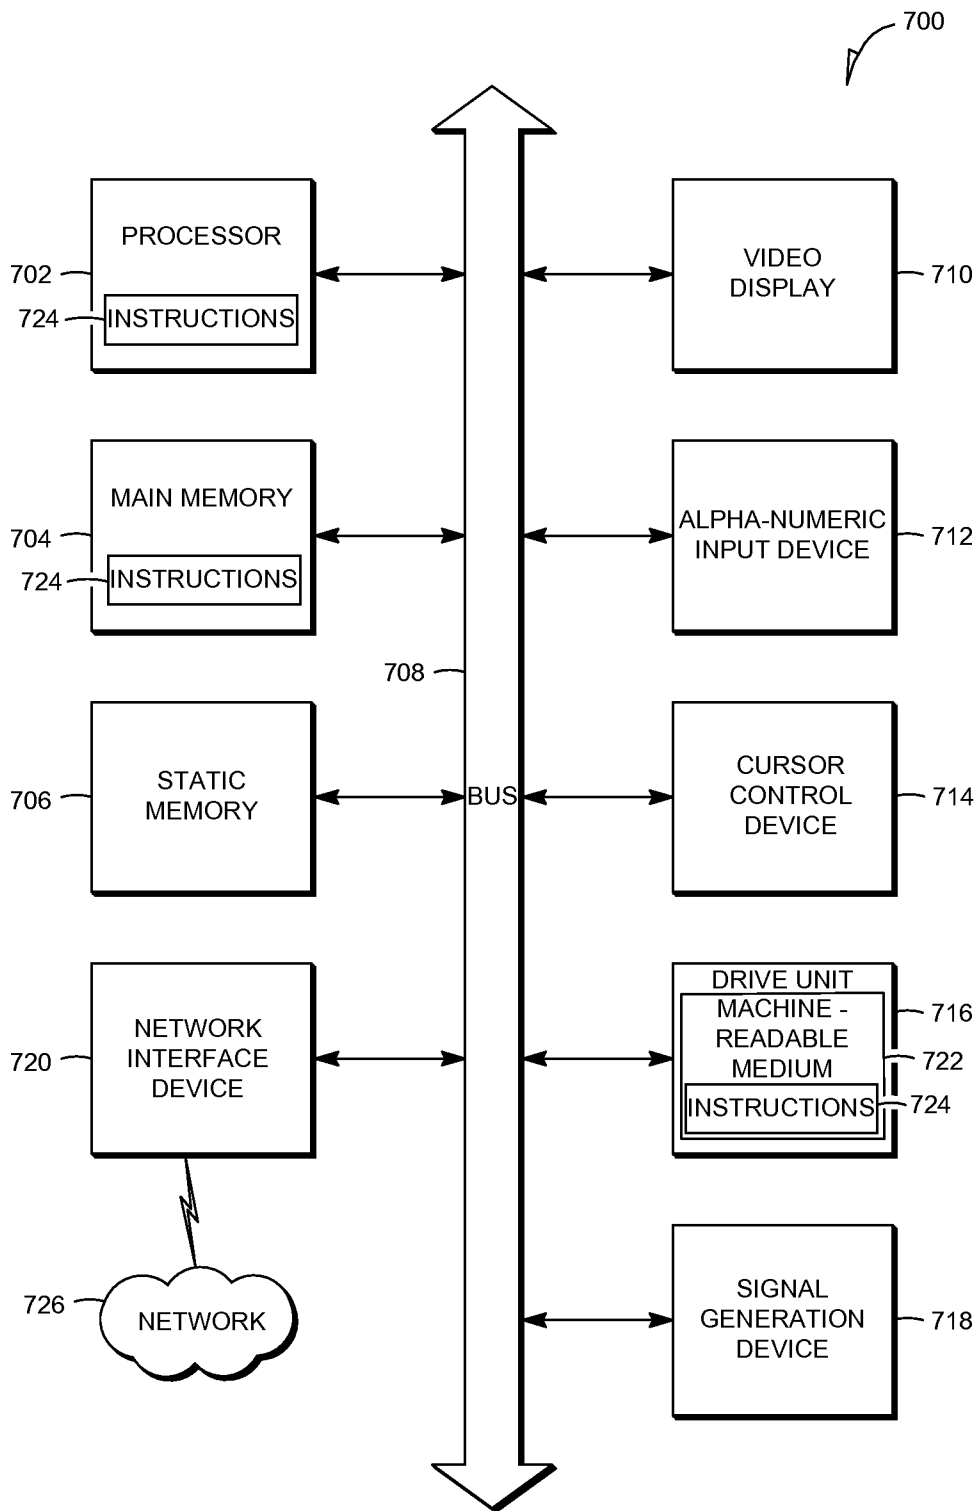 700
PROCESSOR
702
724
INSTRUCTIONS
VIDEO
DISPLAY
710
MAIN MEMORY
704
724
INSTRUCTIONS
ALPHA-NUMERIC
INPUT DEVICE
712
708
STATIC
MEMORY
706
BUS
CURSOR
CONTROL
DEVICE
714
NETWORK
INTERFACE
DEVICE
720
DRIVE UNIT
716
MACHINE -
READABLE
MEDIUM
722
INSTRUCTIONS
724
726
NETWORK
SIGNAL
GENERATION
DEVICE
718